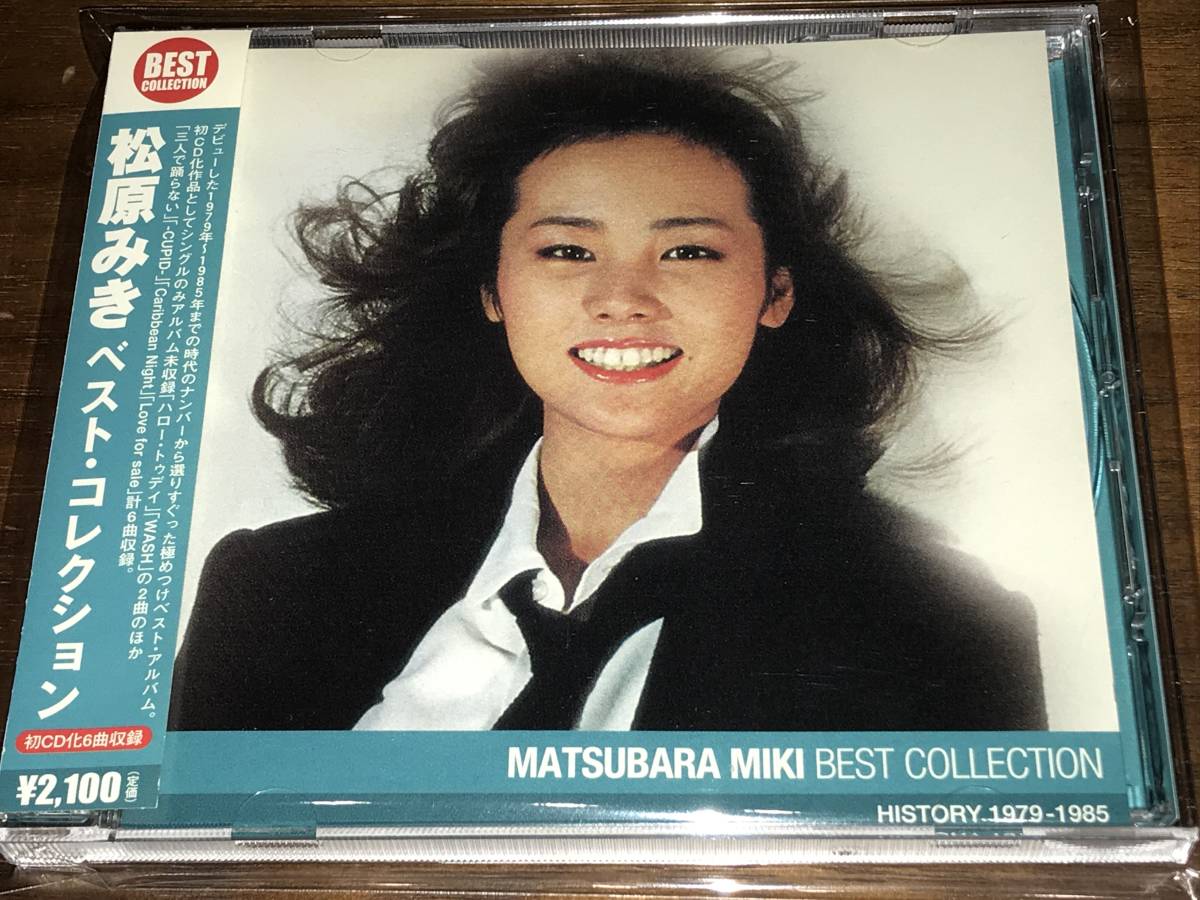 BEST
COLLECTION
松原みき ベスト・コレクション
デビューした1979年~1985年までの時代のナンバーから選りすぐった極めつけベスト・アルバム。
初CD化作品としてシングルのみアルバム未収録「ハロー・トゥデイ」「WASH」の2曲のほか
「三人で踊らない」「-CUPID-」「Caribbean Night」「Love for sale」計6曲収録。
初CD化6曲収録
¥2,100(定価)
MATSUBARA MIKI BEST COLLECTION
HISTORY 1979-1985